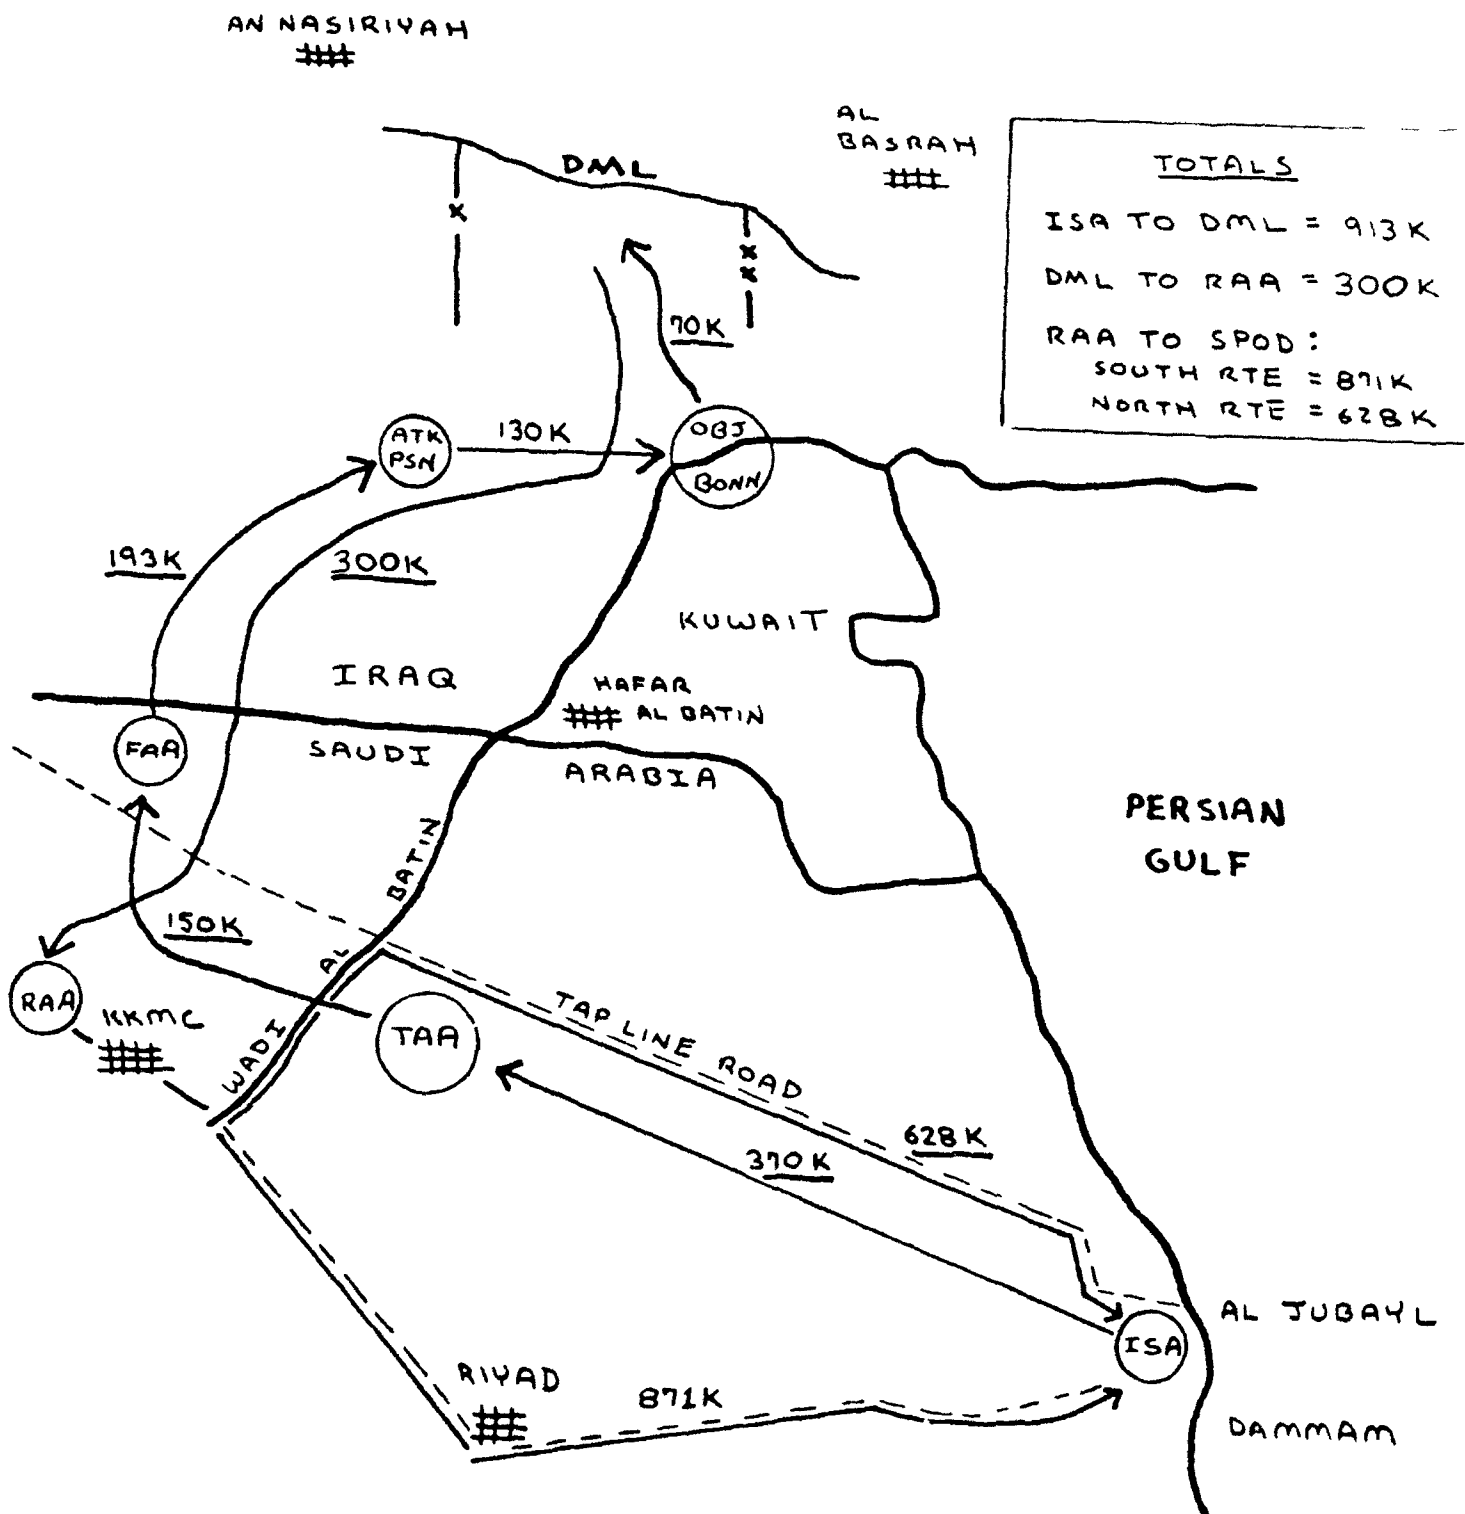 AN NASIRIYAH
AL
BASRAH
DML
X
X
X
TOTALS
ISA TO DML = 913K
DML TO RAA = 300K
RAA TO SPOD:
SOUTH RTE = 871K
NORTH RTE = 628K
70K
ATK
PSN
130K
OBJ
BONN
193K
300K
KUWAIT
IRAQ
HAFAR
AL BATIN
FAA
SAUDI
ARABIA
PERSIAN
GULF
WADI AL BATIN
150K
RAA
KKMC
TAA
TAP LINE ROAD
628K
370K
AL JUBAYL
ISA
RIYAD
871K
DAMMAM